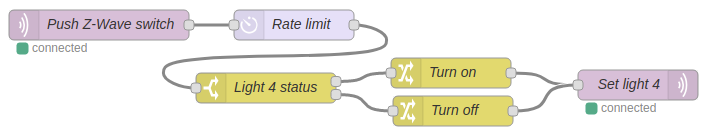 Push Z-Wave switch
Rate limit
connected
Light 4 status
Turn on
Turn off
Set light 4
connected